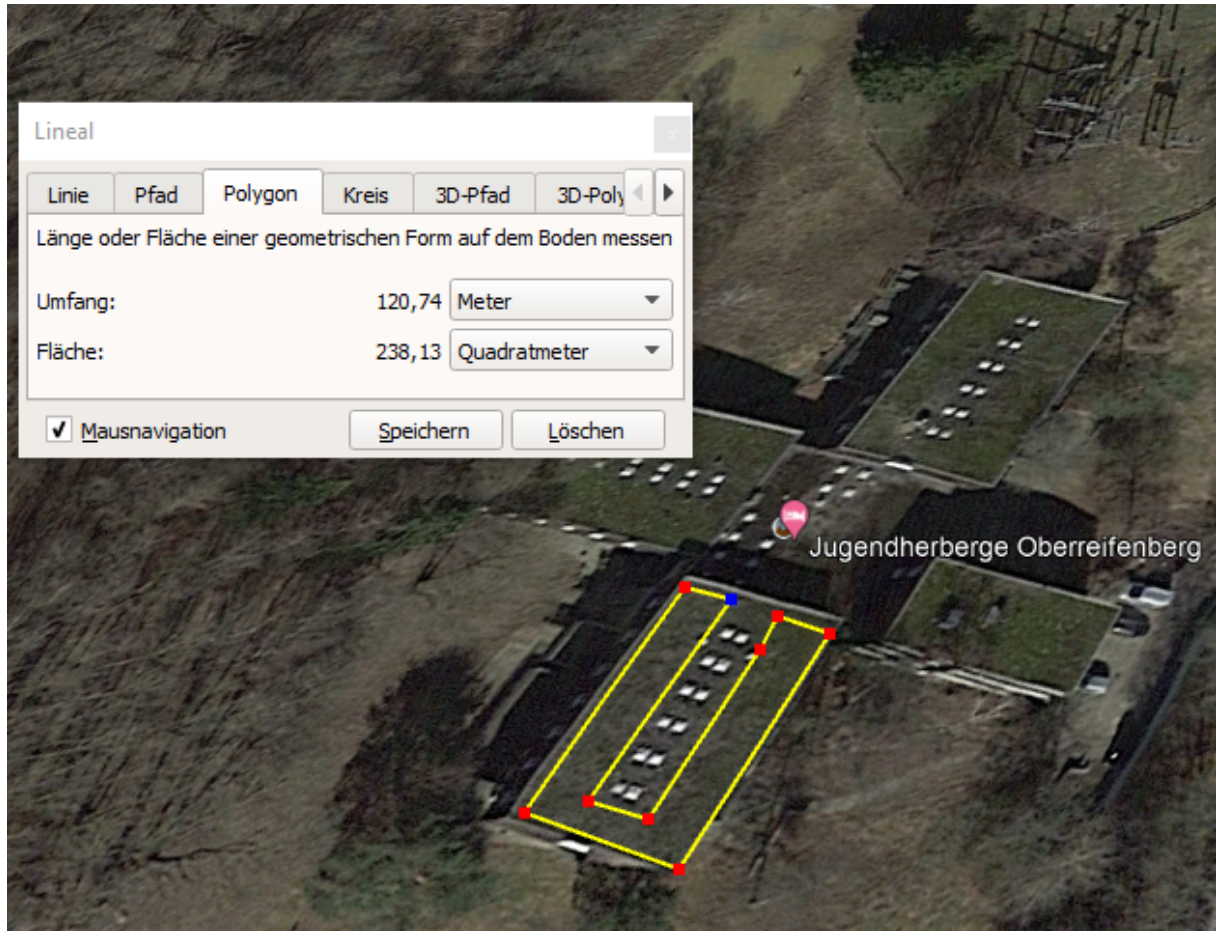 Lineal
x
Linie Pfad Polygon Kreis 3D-Pfad 3D-Poly
Länge oder Fläche einer geometrischen Form auf dem Boden messen
Umfang: 120,74 Meter
Fläche: 238,13 Quadratmeter
Mausnavigation Speichern Löschen
Jugendherberge Oberreifenberg